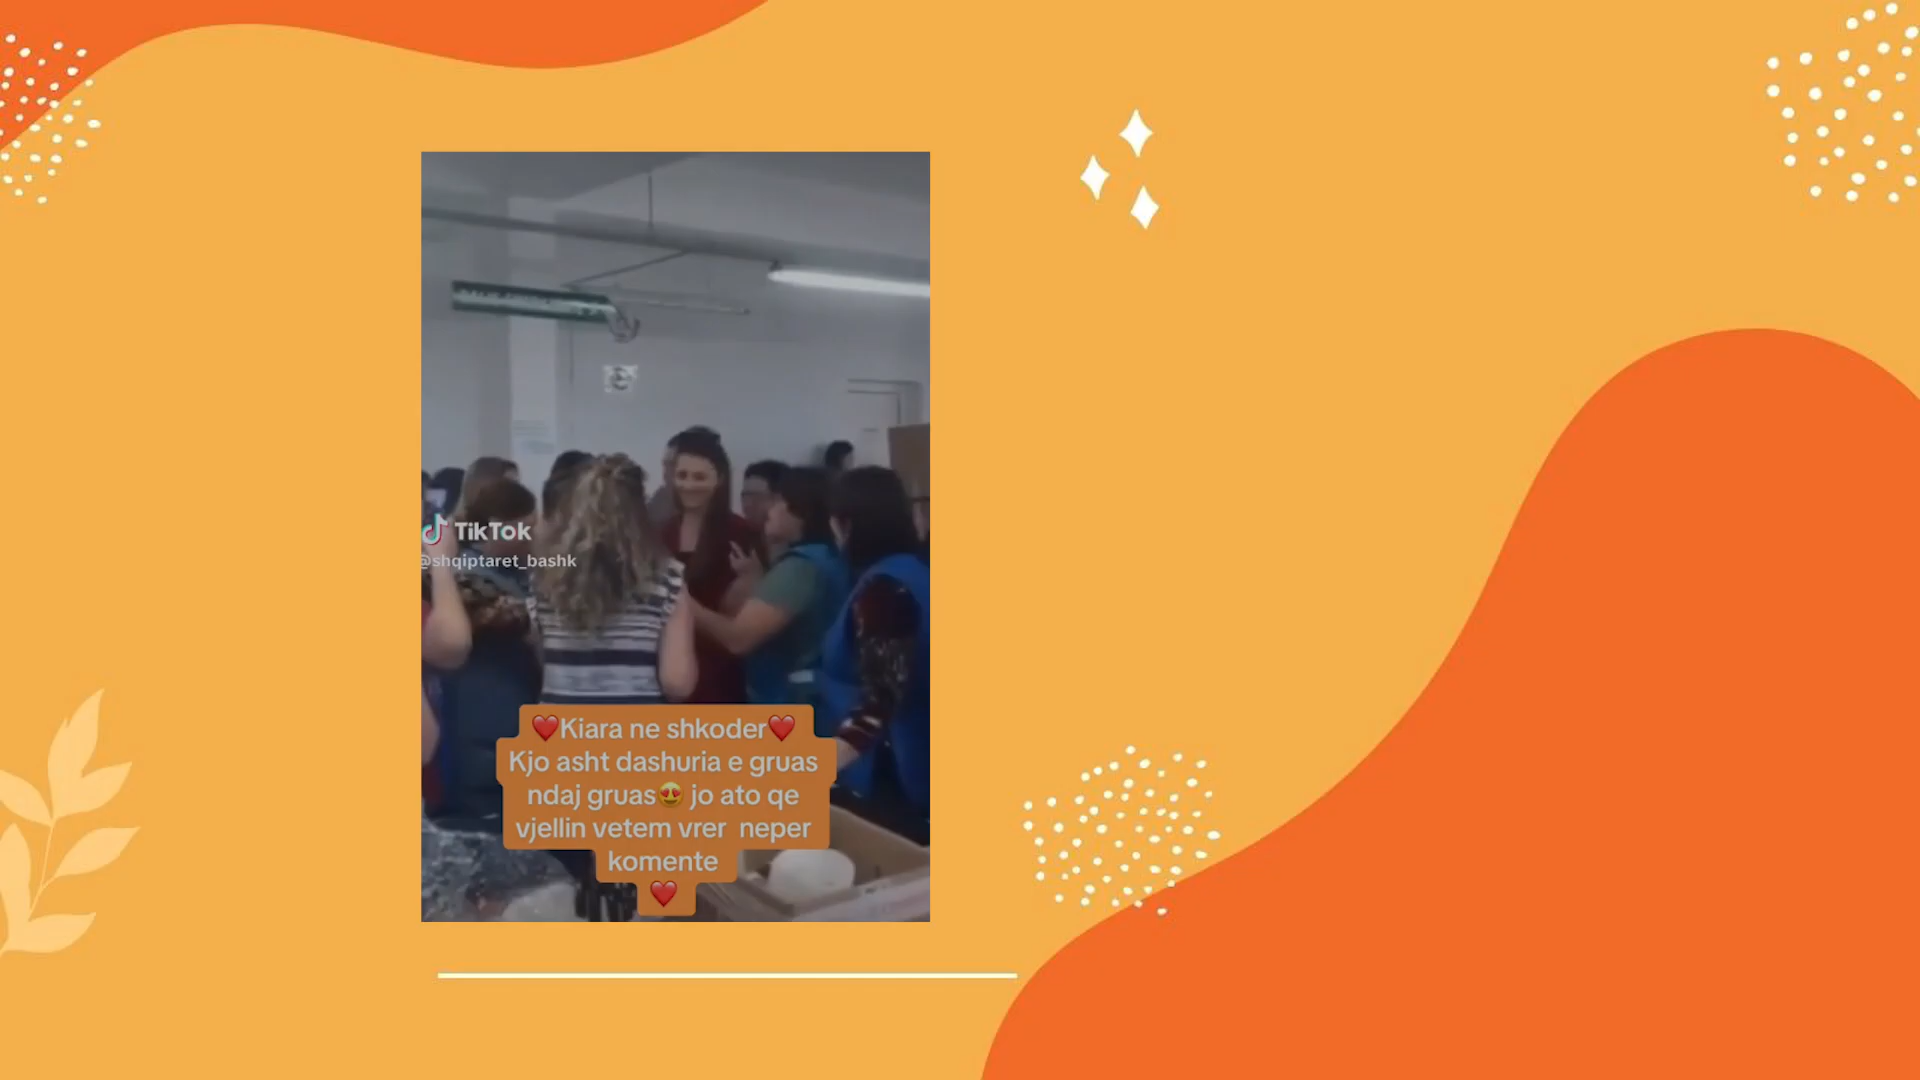 TikTok
@shqiptaret_bashk
❤️Kiara ne shkoder❤️
Kjo asht dashuria e gruas
ndaj gruas😍 jo ato qe
vjellin vetem vrer neper
komente
❤️